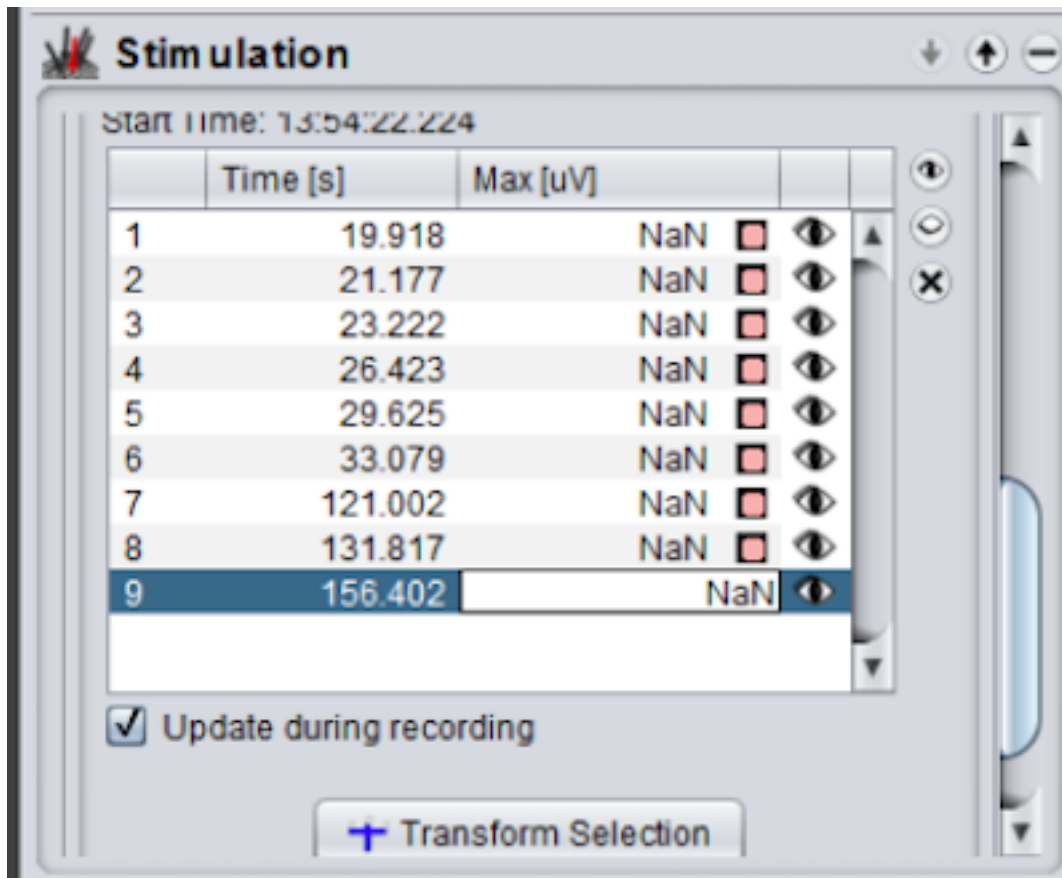 Stimulation
Start Time: 13:54:22.224
Time [s] Max [uV]
1 19.918 NaN
2 21.177 NaN
3 23.222 NaN
4 26.423 NaN
5 29.625 NaN
6 33.079 NaN
7 121.002 NaN
8 131.817 NaN
9 156.402 NaN
Update during recording
Transform Selection